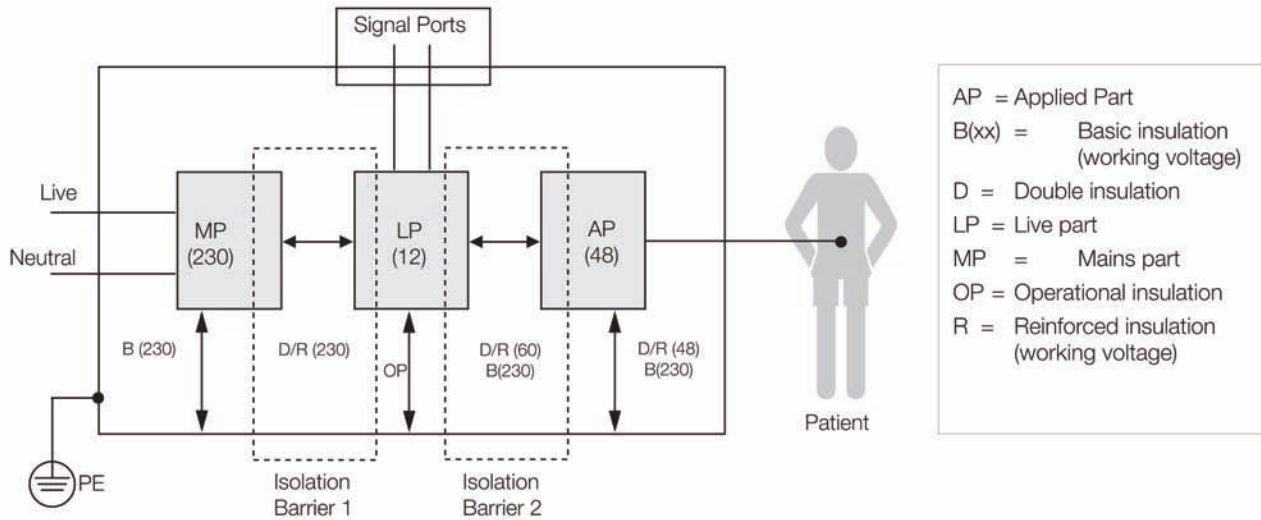 Signal Ports
Live
Neutral
MP
(230)
LP
(12)
AP
(48)
B (230)
D/R (230)
OP
D/R (60)
B(230)
D/R (48)
B(230)
PE
Isolation
Barrier 1
Isolation
Barrier 2
Patient
AP = Applied Part
B(xx) = Basic insulation
(working voltage)
D = Double insulation
LP = Live part
MP = Mains part
OP = Operational insulation
R = Reinforced insulation
(working voltage)